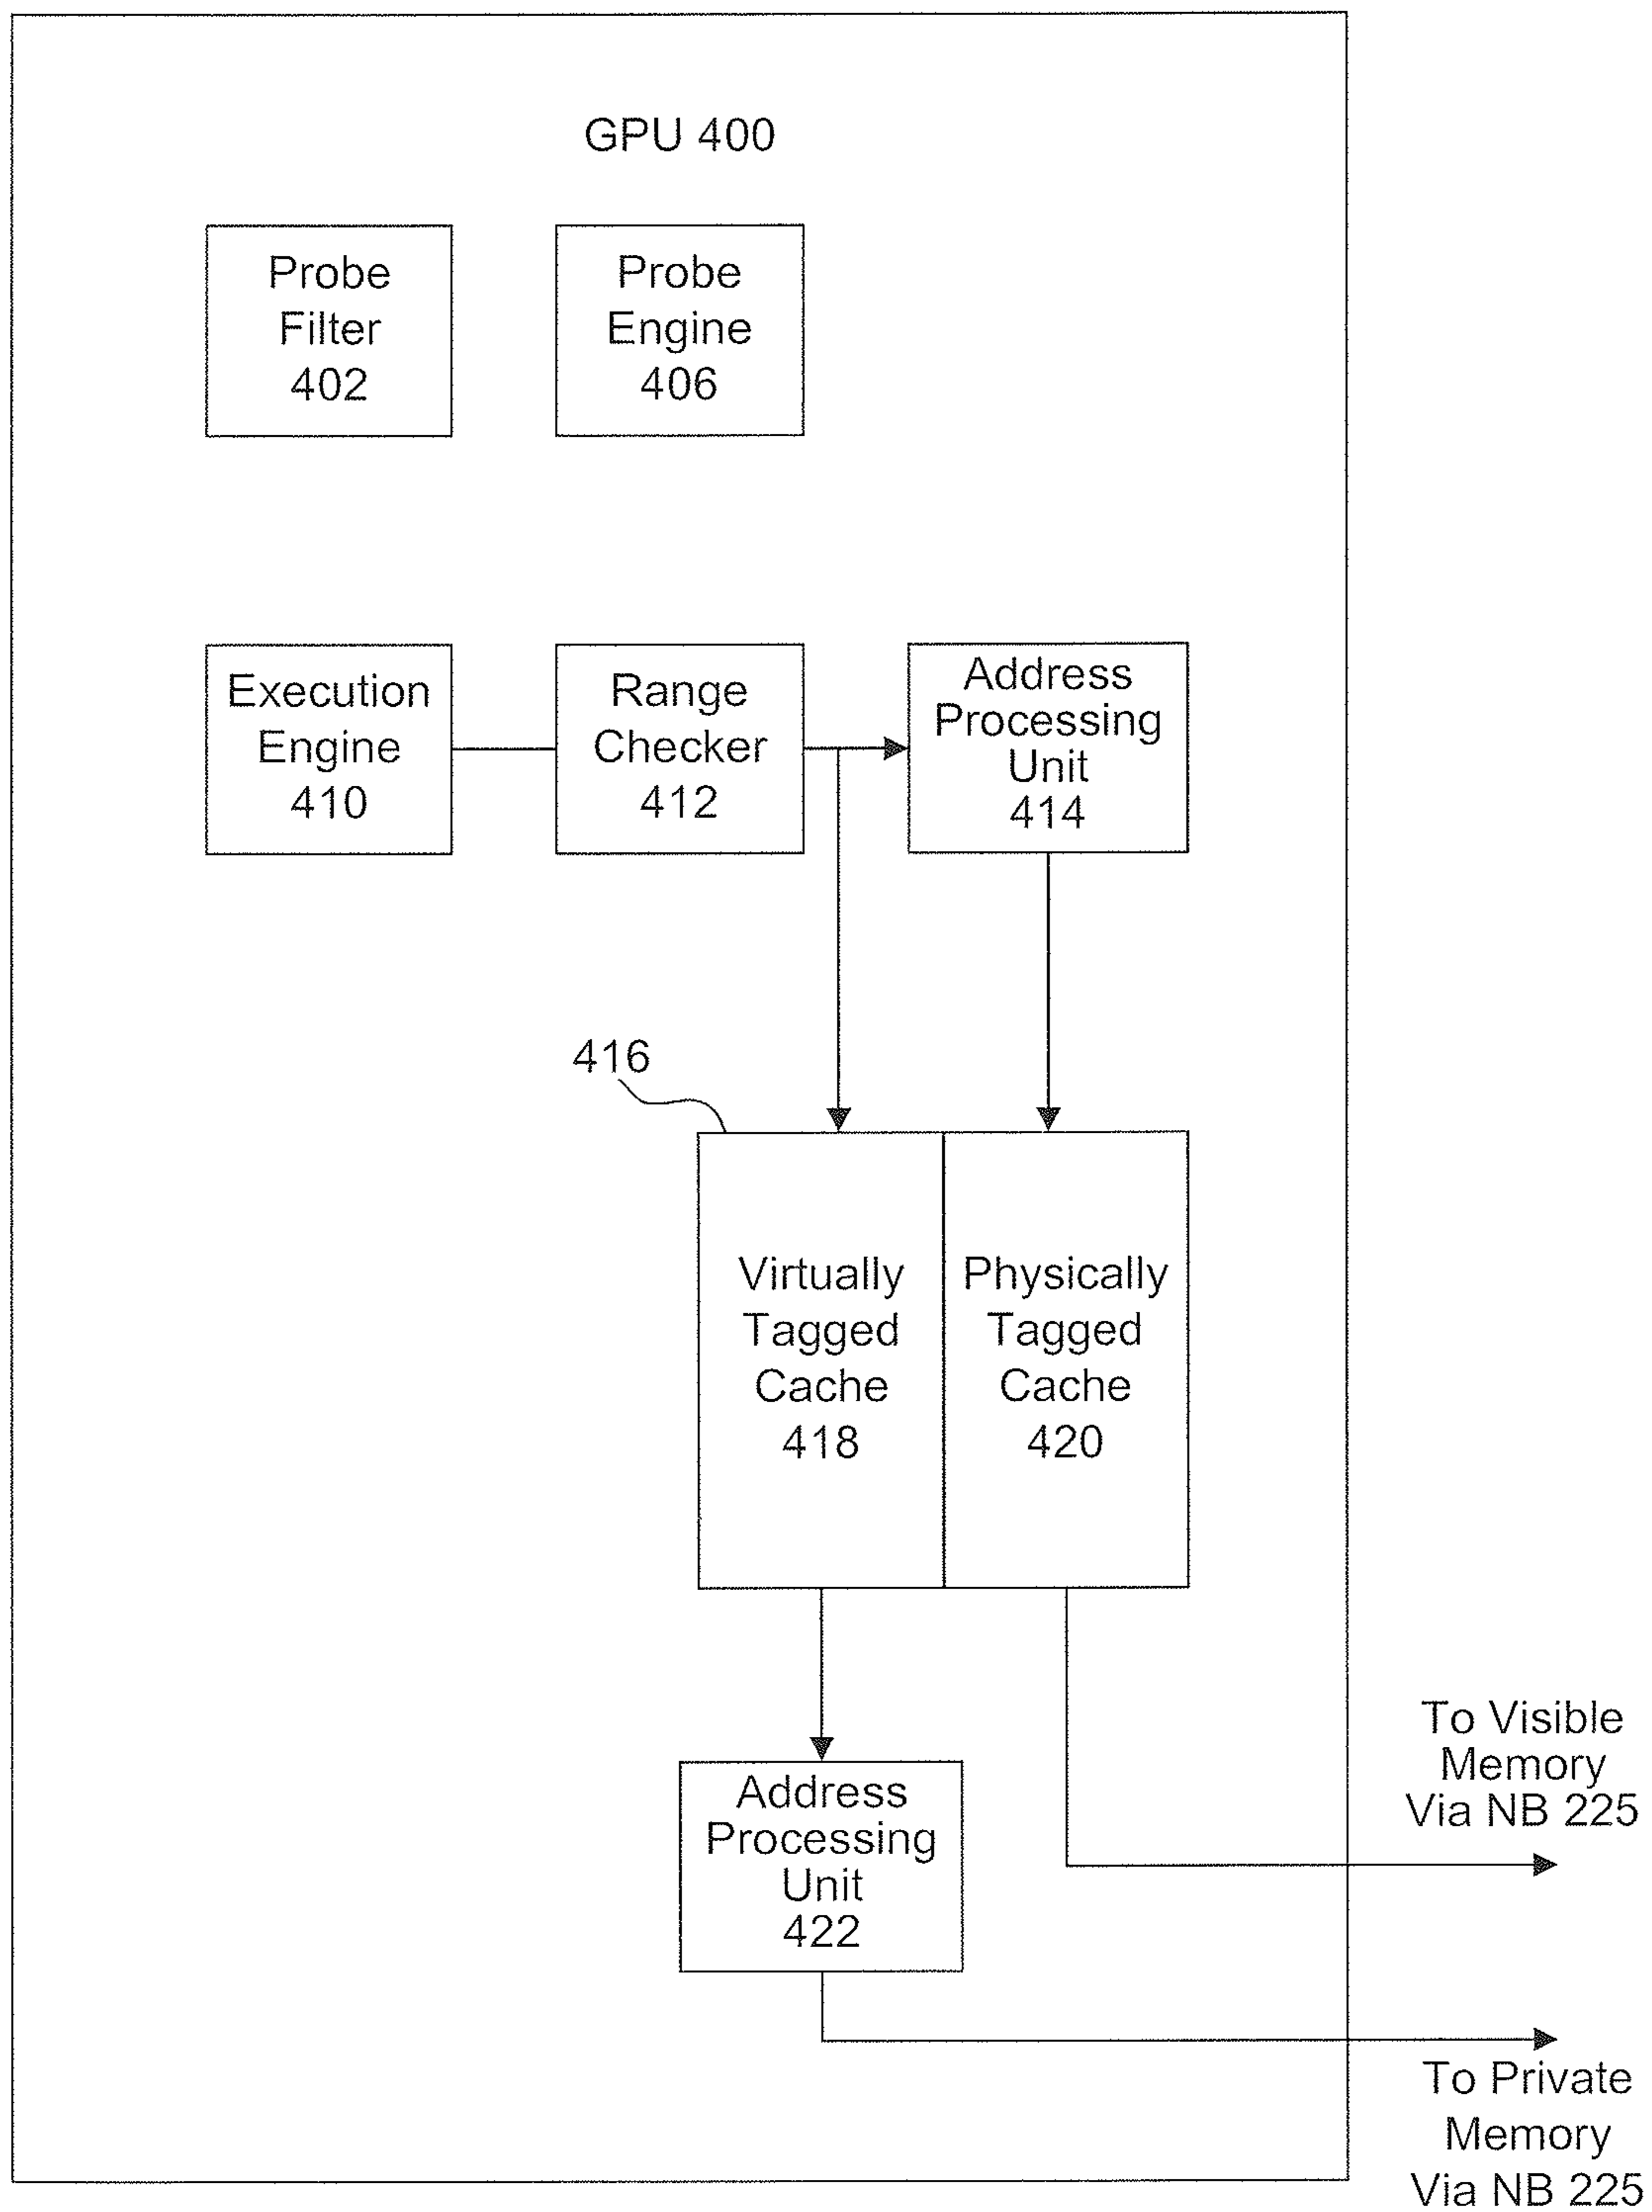 GPU 400
Probe
Filter
402
Probe
Engine
406
Execution
Engine
410
Range
Checker
412
Address
Processing
Unit
414
416
Virtually
Tagged
Cache
418
Physically
Tagged
Cache
420
Address
Processing
Unit
422
To Visible
Memory
Via NB 225
To Private
Memory
Via NB 225